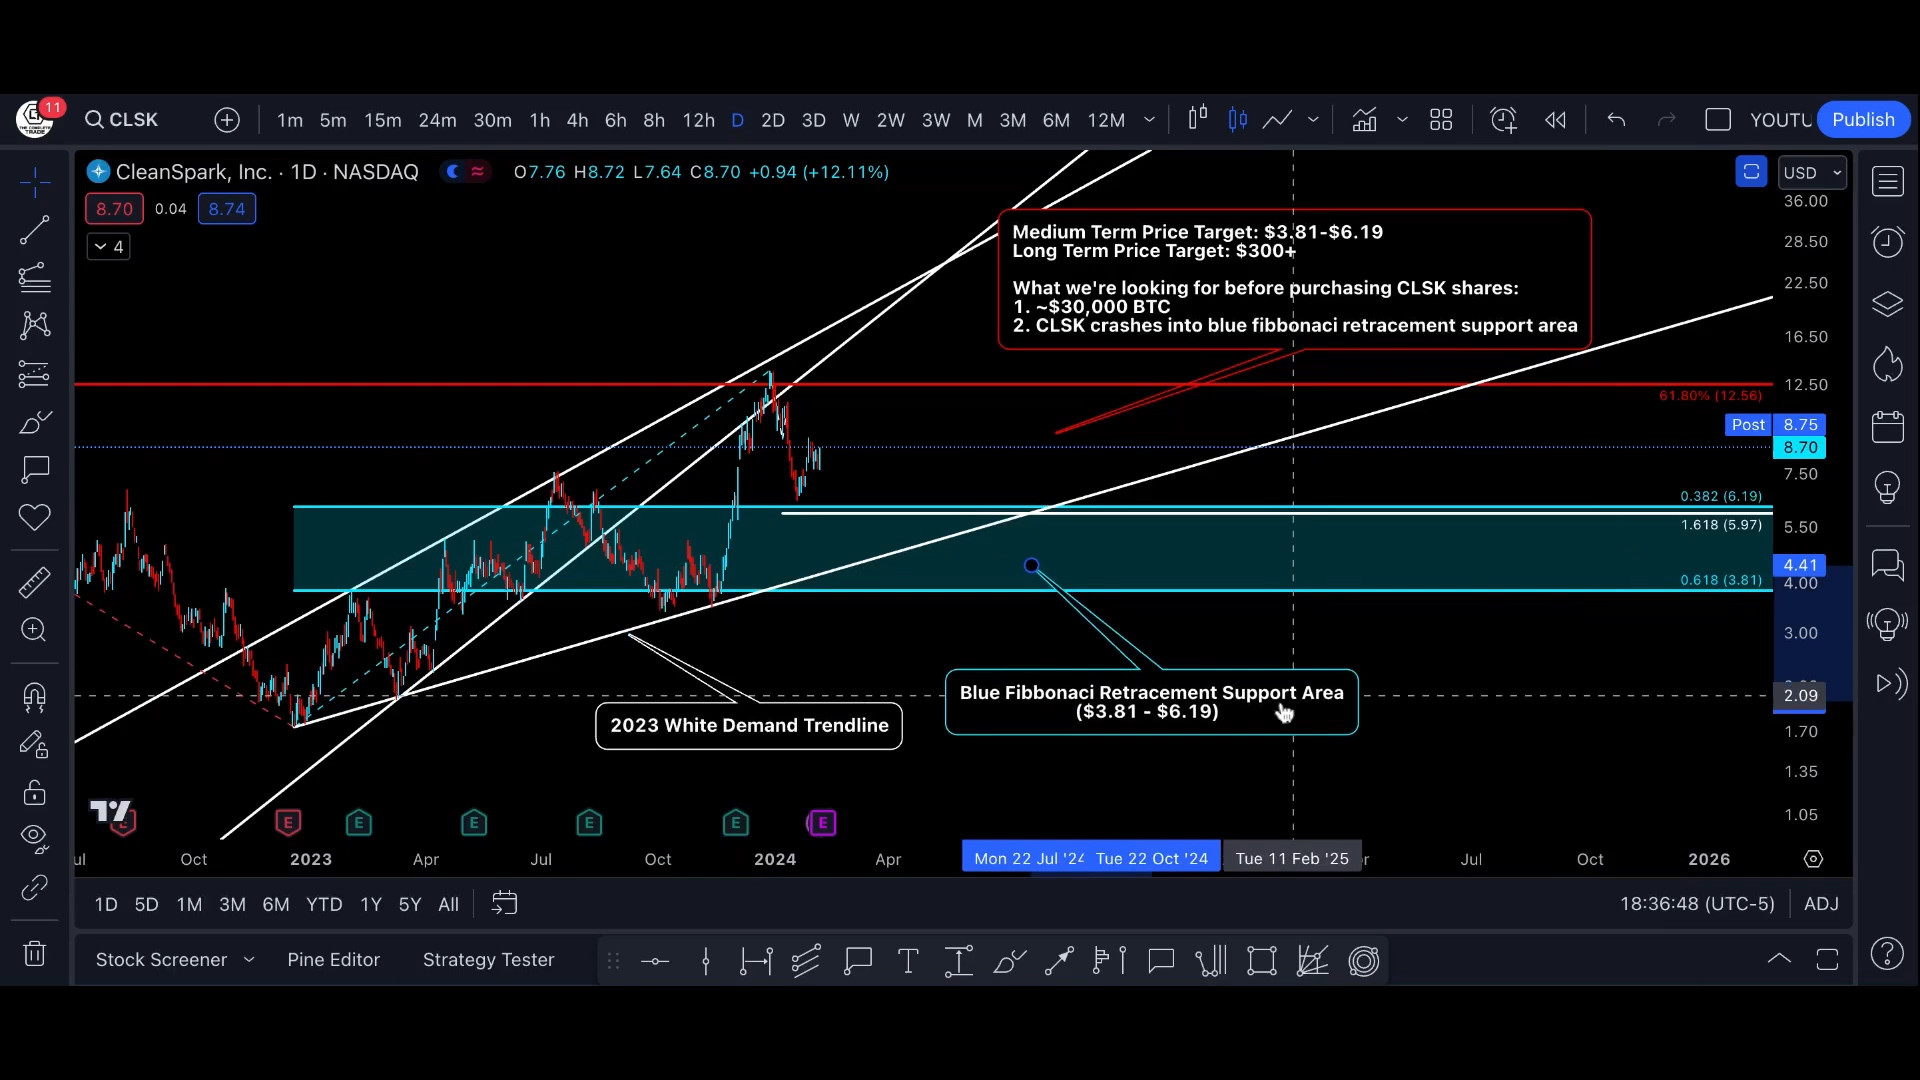 11
THE COMPLETE TRADE
CLSK
1m 5m 15m 24m 30m 1h 4h 6h 8h 12h D 2D 3D W 2W 3W M 3M 6M 12M
YOUTU
Publish
CleanSpark, Inc. · 1D · NASDAQ
O7.76 H8.72 L7.64 C8.70 +0.94 (+12.11%)
USD
8.70 0.04 8.74
4
36.00
28.50
22.50
16.50
12.50
Medium Term Price Target: $3.81-$6.19
Long Term Price Target: $300+
What we're looking for before purchasing CLSK shares:
1. ~$30,000 BTC
2. CLSK crashes into blue fibbonaci retracement support area
61.80% (12.56)
Post 8.75
8.70
7.50
0.382 (6.19)
1.618 (5.97)
5.50
4.41
0.618 (3.81)
4.00
3.00
2.09
1.70
1.35
1.05
Blue Fibbonaci Retracement Support Area
($3.81 - $6.19)
2023 White Demand Trendline
E E E E E E
Oct 2023 Apr Jul Oct 2024 Apr Mon 22 Jul '24 Tue 22 Oct '24 Tue 11 Feb '25 Jul Oct 2026
1D 5D 1M 3M 6M YTD 1Y 5Y All
18:36:48 (UTC-5) ADJ
Stock Screener Pine Editor Strategy Tester